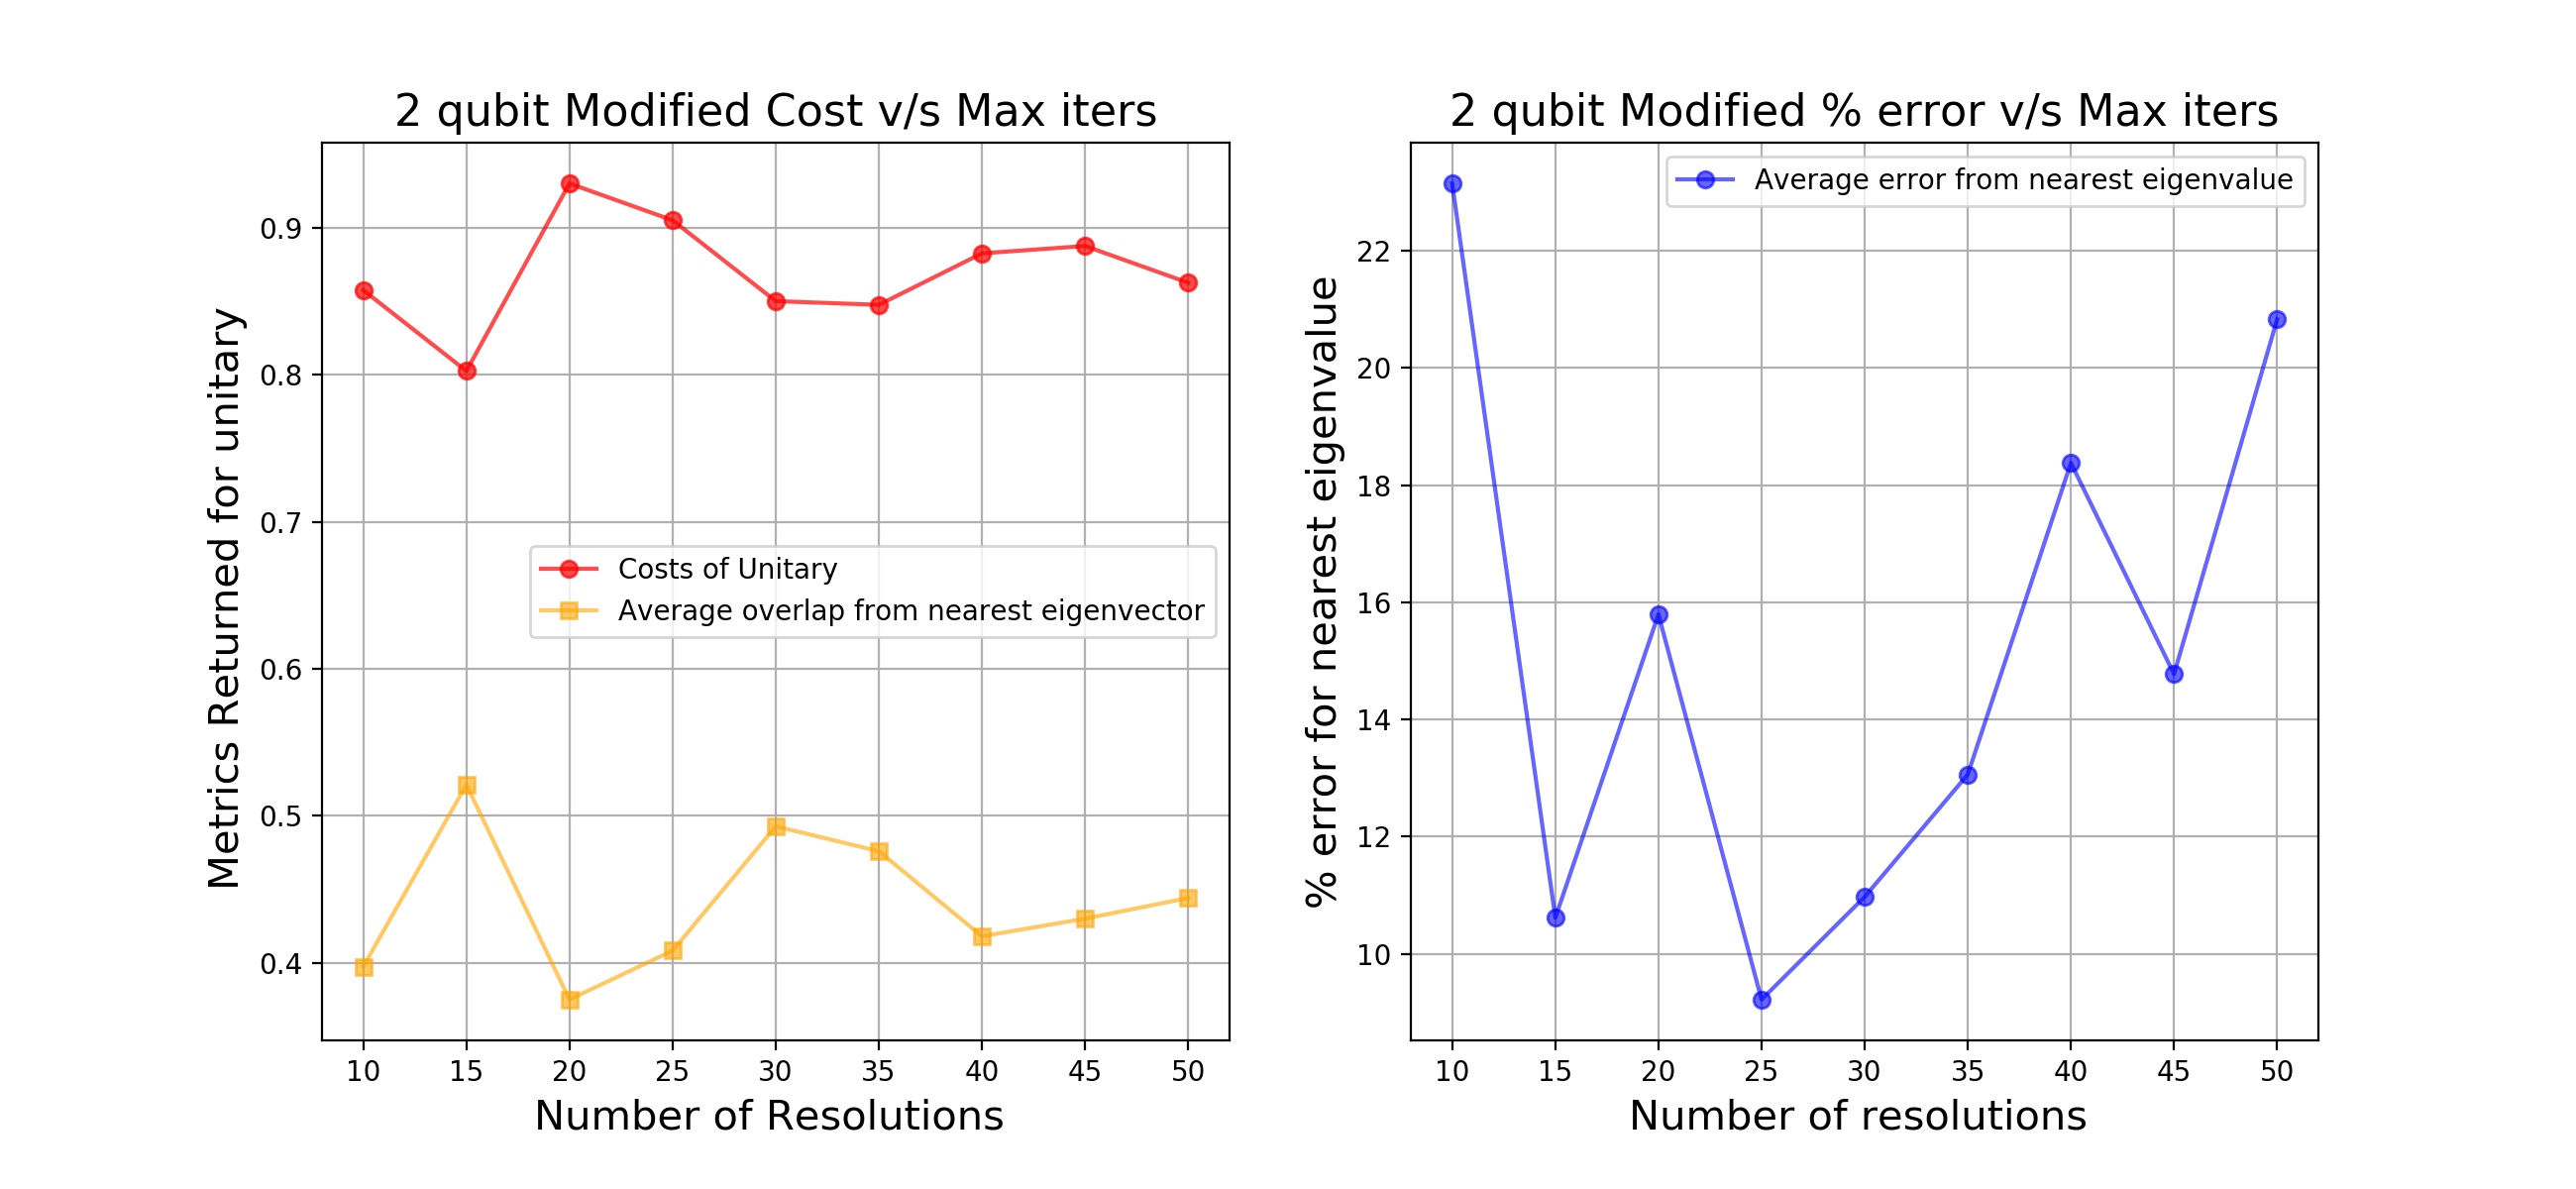 2 qubit Modified Cost v/s Max iters
Metrics Returned for unitary
0.9
0.8
0.7
0.6
0.5
0.4
Costs of Unitary
Average overlap from nearest eigenvector
10 15 20 25 30 35 40 45 50
Number of Resolutions
2 qubit Modified % error v/s Max iters
% error for nearest eigenvalue
Average error from nearest eigenvalue
22
20
18
16
14
12
10
10 15 20 25 30 35 40 45 50
Number of resolutions